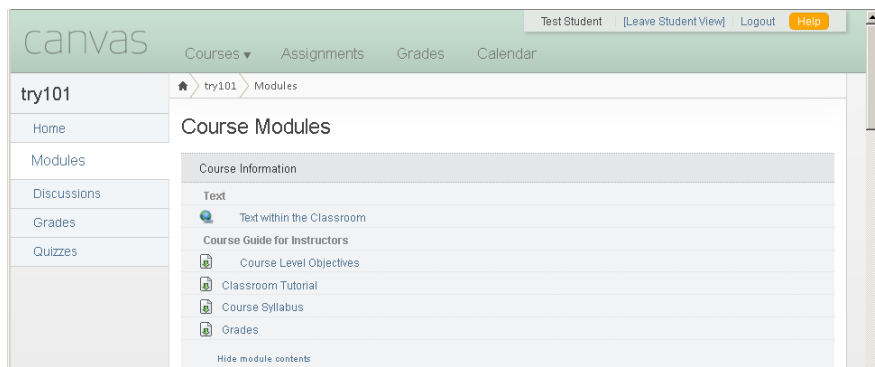 Test Student [Leave Student View] Logout Help
canvas
Courses Assignments Grades Calendar
try101
try101 Modules
Home
Modules
Discussions
Grades
Quizzes
Course Modules
Course Information
Text
Text within the Classroom
Course Guide for Instructors
Course Level Objectives
Classroom Tutorial
Course Syllabus
Grades
Hide module contents